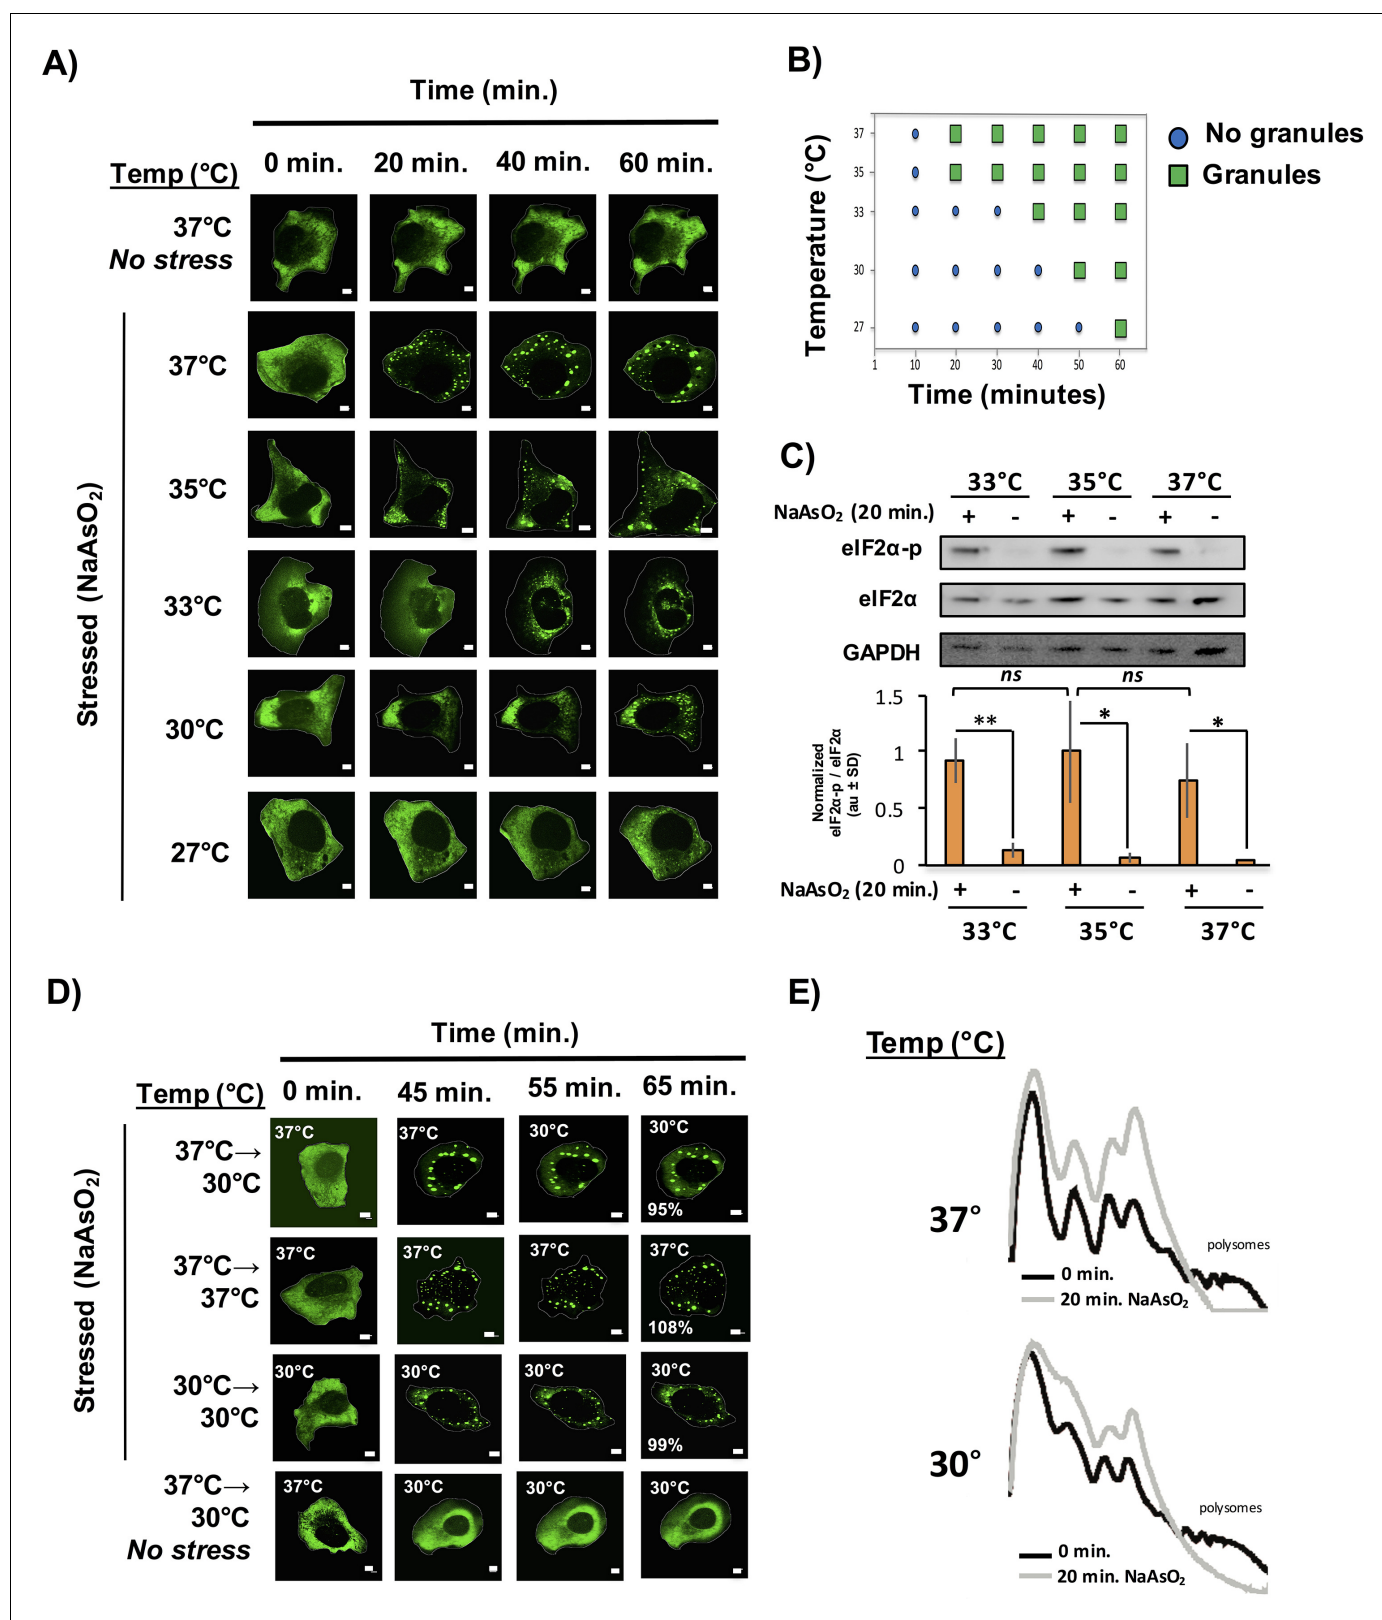 A)
Time (min.)
Temp (°C)
0 min. 20 min. 40 min. 60 min.
37°C
No stress
Stressed (NaAsO₂)
37°C
35°C
33°C
30°C
27°C
B)
Temperature (°C)
37
35
33
30
27
1 10 20 30 40 50 60
Time (minutes)
No granules
Granules
C)
33°C 35°C 37°C
NaAsO₂ (20 min.) + - + - + -
eIF2α-p
eIF2α
GAPDH
ns ns
** * *
Normalized
eIF2α-p / eIF2α
(au ± SD)
1.5
1
0.5
0
NaAsO₂ (20 min.) + - + - + -
33°C 35°C 37°C
D)
Time (min.)
Temp (°C)
0 min. 45 min. 55 min. 65 min.
Stressed (NaAsO₂)
37°C→
30°C
37°C 37°C 30°C 30°C
95%
37°C→
37°C
37°C 37°C 37°C 37°C
108%
30°C→
30°C
30°C 30°C 30°C 30°C
99%
37°C→
30°C
No stress
37°C 30°C 30°C 30°C
E)
Temp (°C)
37°
polysomes
0 min.
20 min. NaAsO₂
30°
polysomes
0 min.
20 min. NaAsO₂